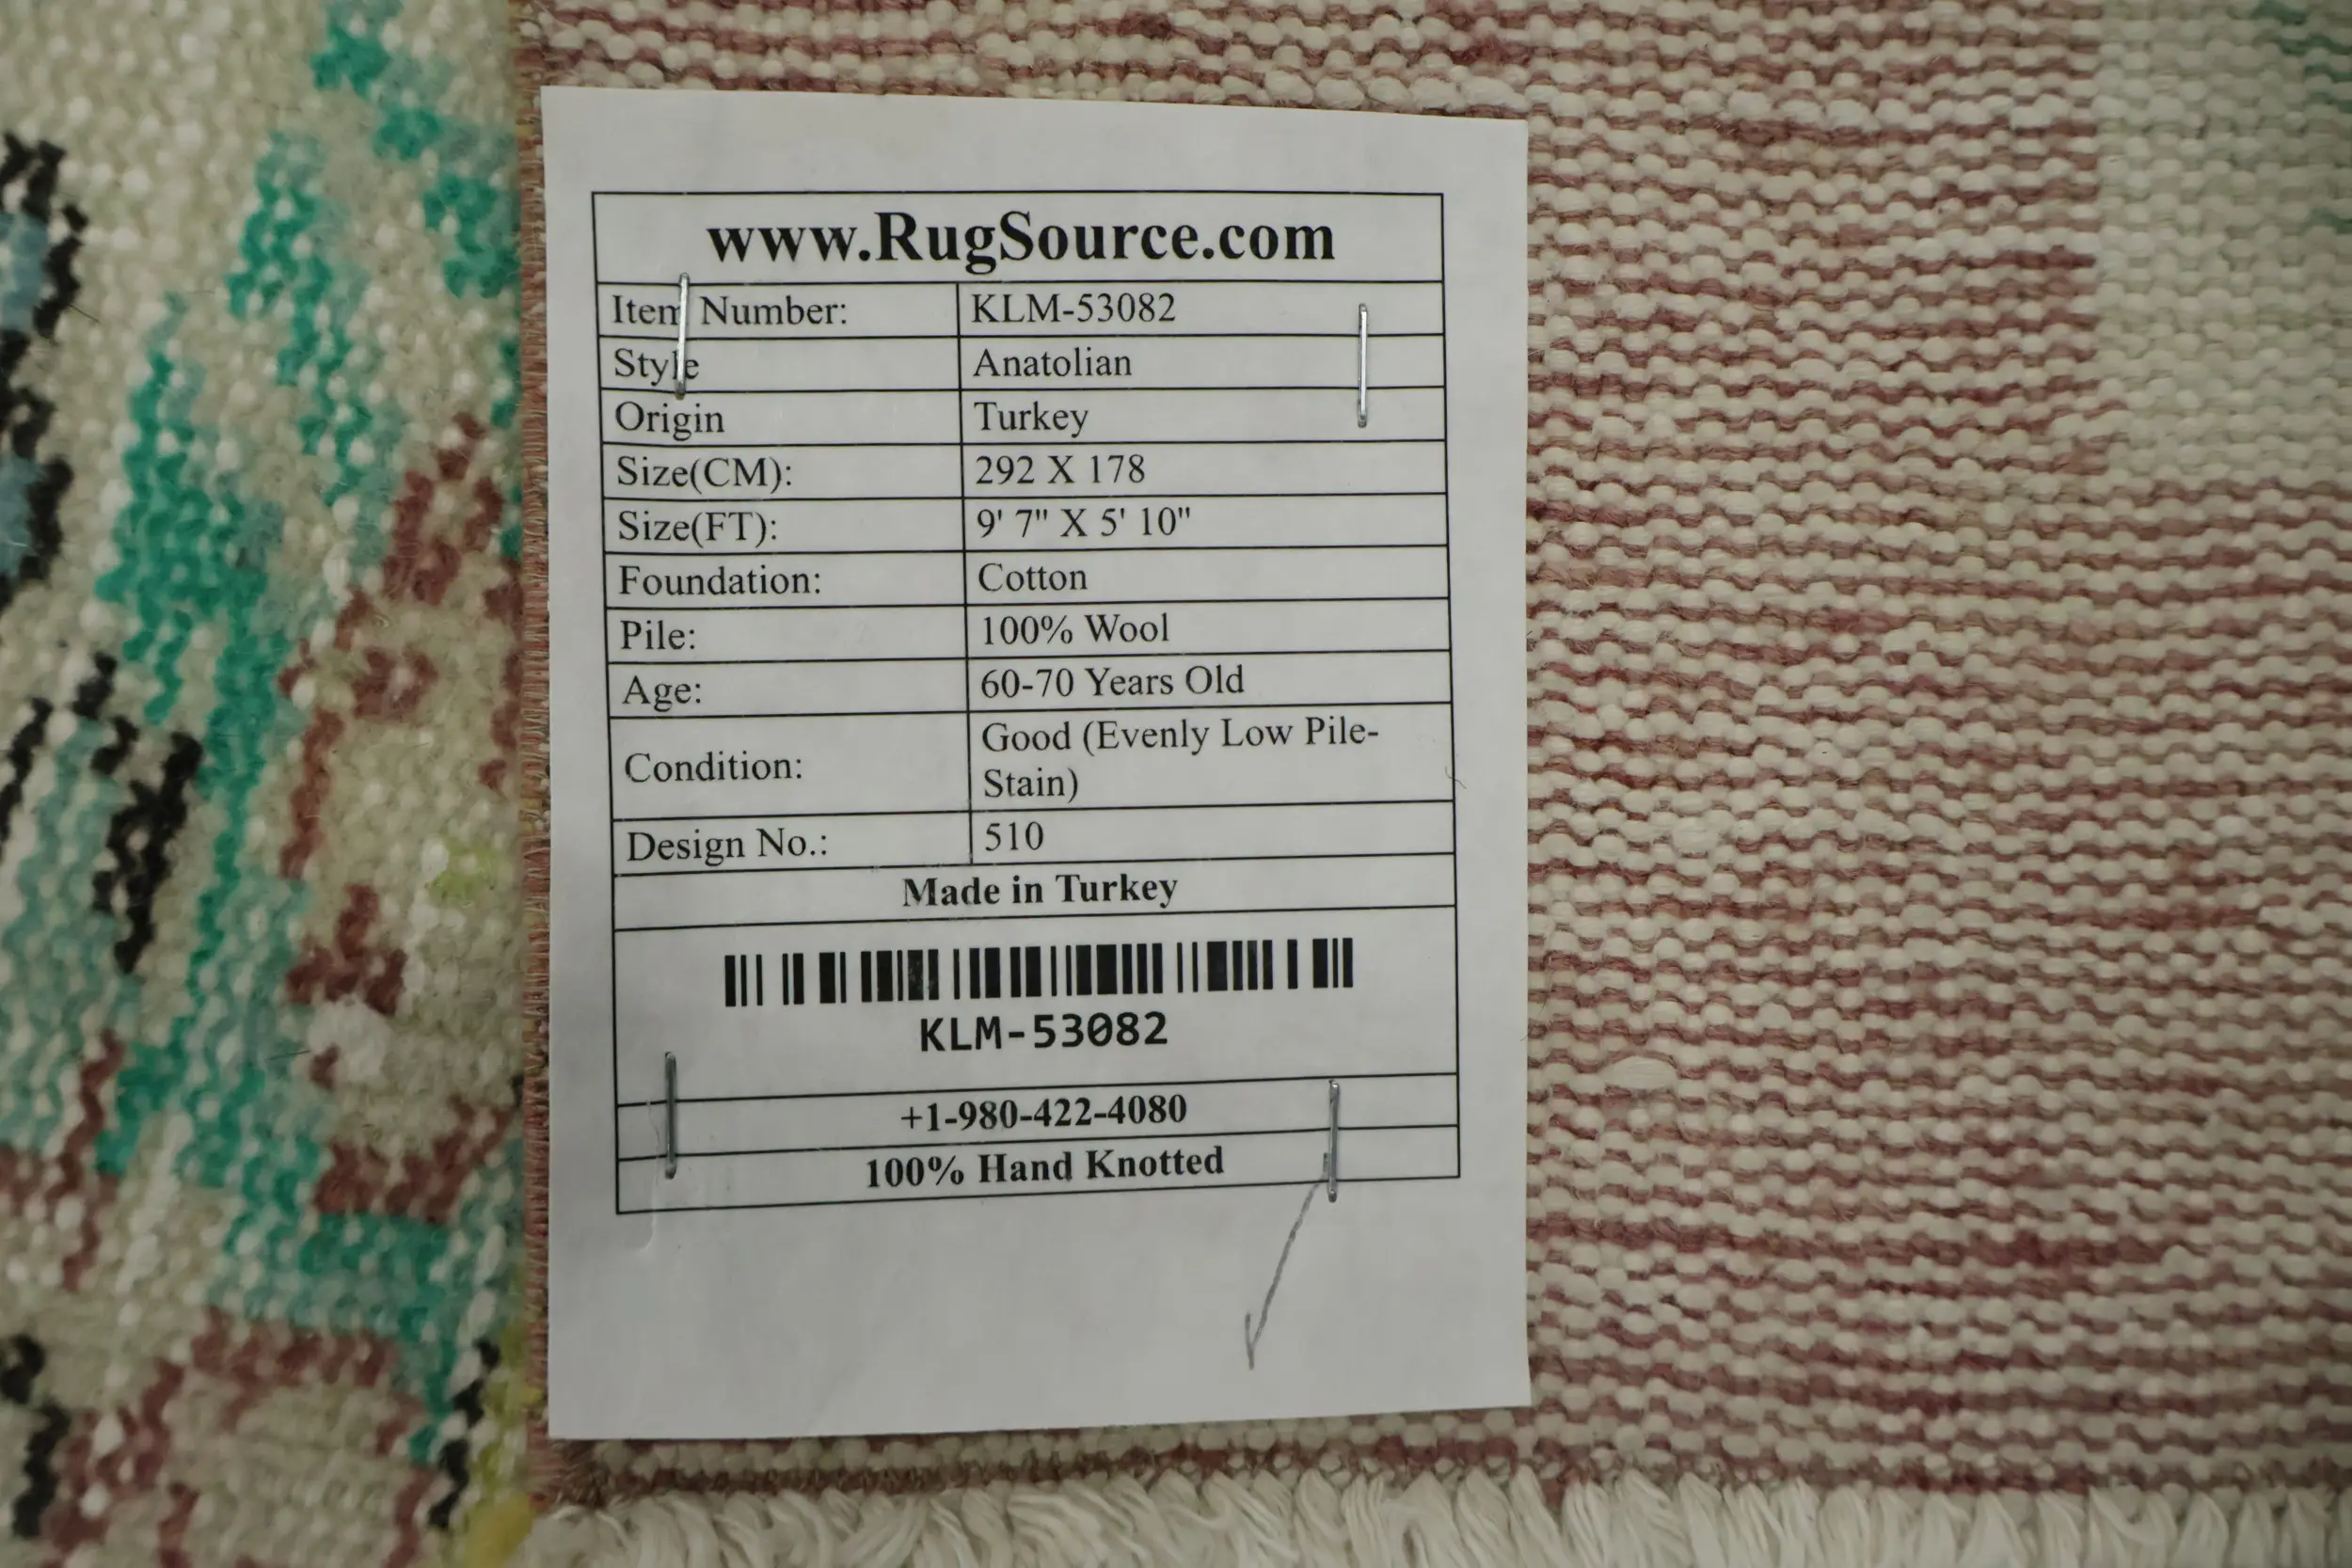 www.RugSource.com
Item Number: KLM-53082
Style Anatolian
Origin Turkey
Size(CM): 292 X 178
Size(FT): 9' 7" X 5' 10"
Foundation: Cotton
Pile: 100% Wool
Age: 60-70 Years Old
Condition: Good (Evenly Low Pile-
Stain)
Design No.: 510
Made in Turkey
KLM-53082
+1-980-422-4080
100% Hand Knotted